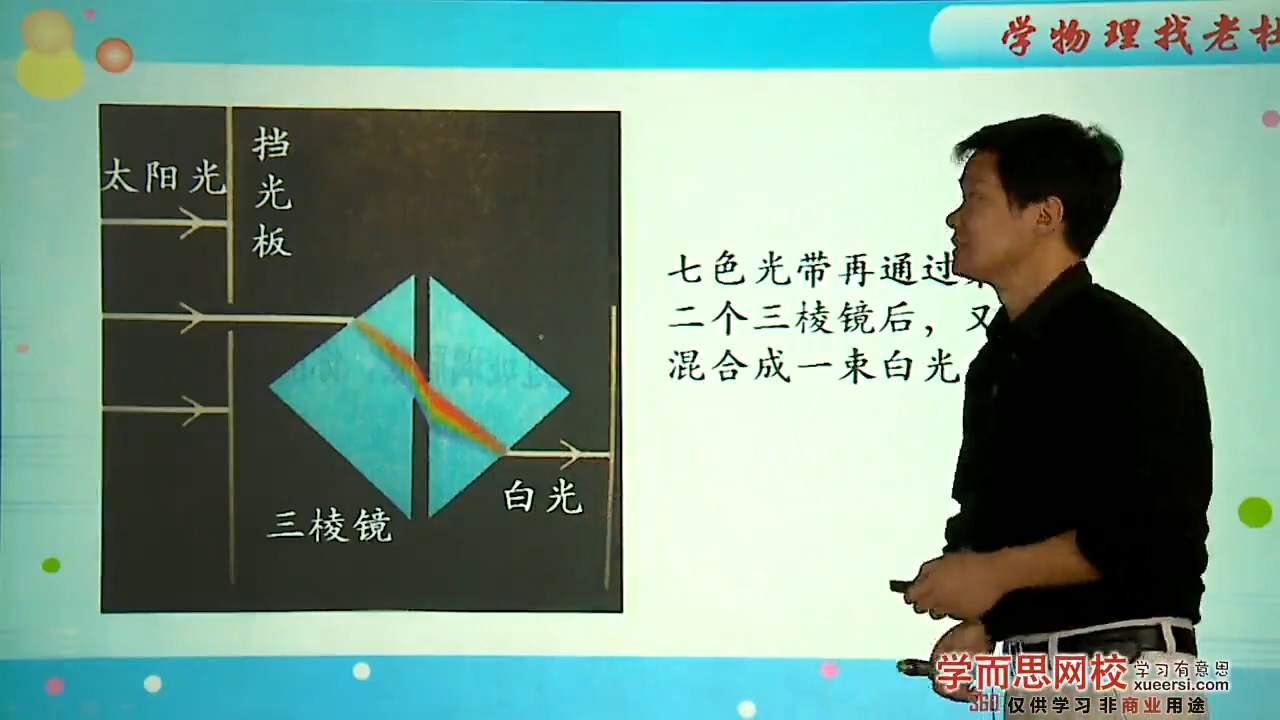 学物理找老杜
太阳光
挡光板
七色光带再通过
二个三棱镜后，又
混合成一束白光
白光
三棱镜
学而思网校 学习有意思
xueersi.com
360 仅供学习 非商业用途